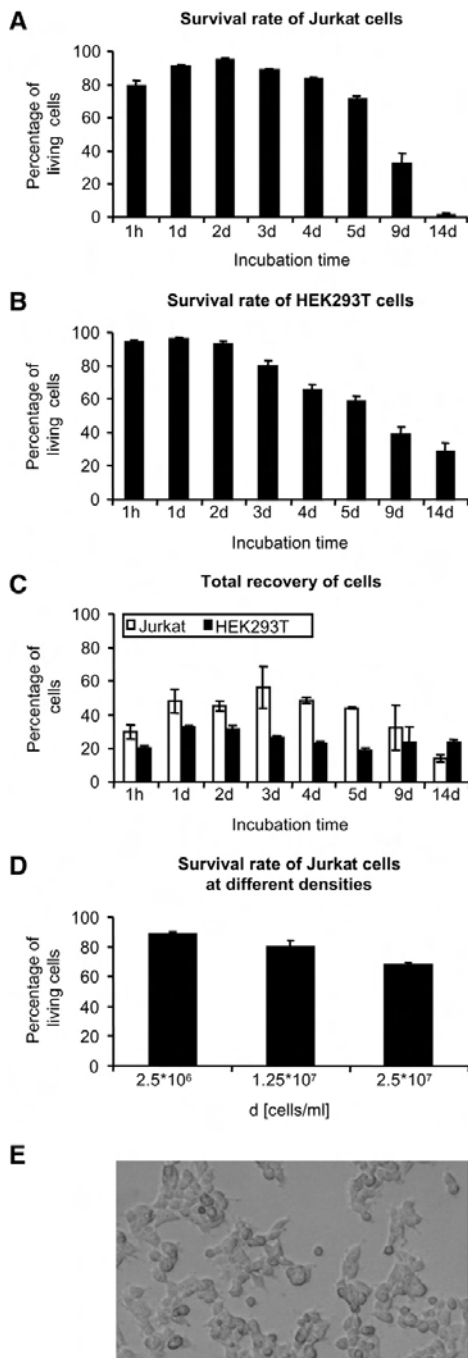 A
Survival rate of Jurkat cells
Percentage of
living cells
100
80
60
40
20
0
1h 1d 2d 3d 4d 5d 9d 14d
Incubation time
B
Survival rate of HEK293T cells
Percentage of
living cells
100
80
60
40
20
0
1h 1d 2d 3d 4d 5d 9d 14d
Incubation time
C
Total recovery of cells
Percentage of
cells
100
80
60
40
20
0
Jurkat HEK293T
1h 1d 2d 3d 4d 5d 9d 14d
Incubation time
D
Survival rate of Jurkat cells
at different densities
Percentage of
living cells
100
80
60
40
20
0
2.5*10⁶ 1.25*10⁷ 2.5*10⁷
d [cells/ml]
E